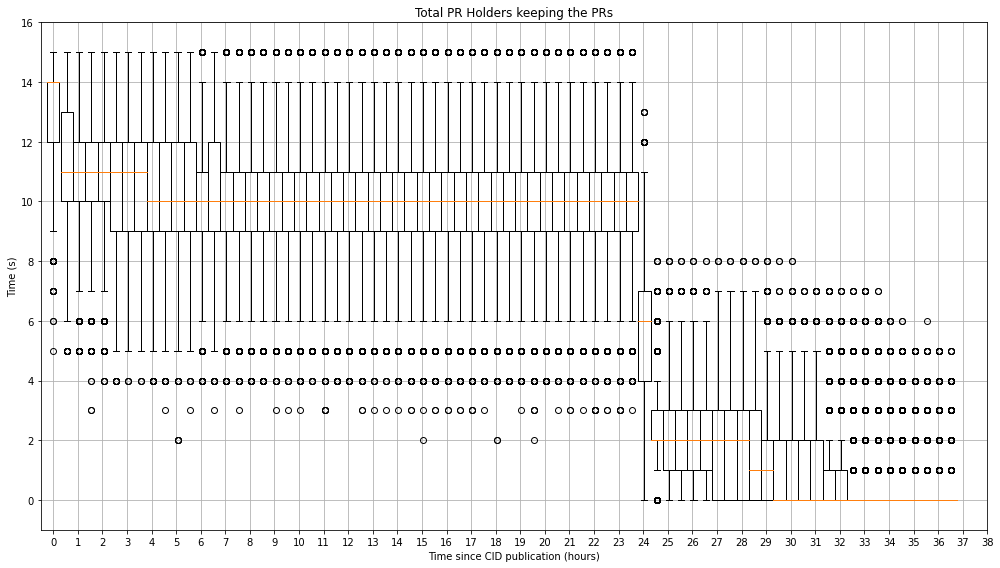 Total PR Holders keeping the PRs
16
14
12
10
8
6
4
2
0
Time (s)
0 1 2 3 4 5 6 7 8 9 10 11 12 13 14 15 16 17 18 19 20 21 22 23 24 25 26 27 28 29 30 31 32 33 34 35 36 37 38
Time since CID publication (hours)